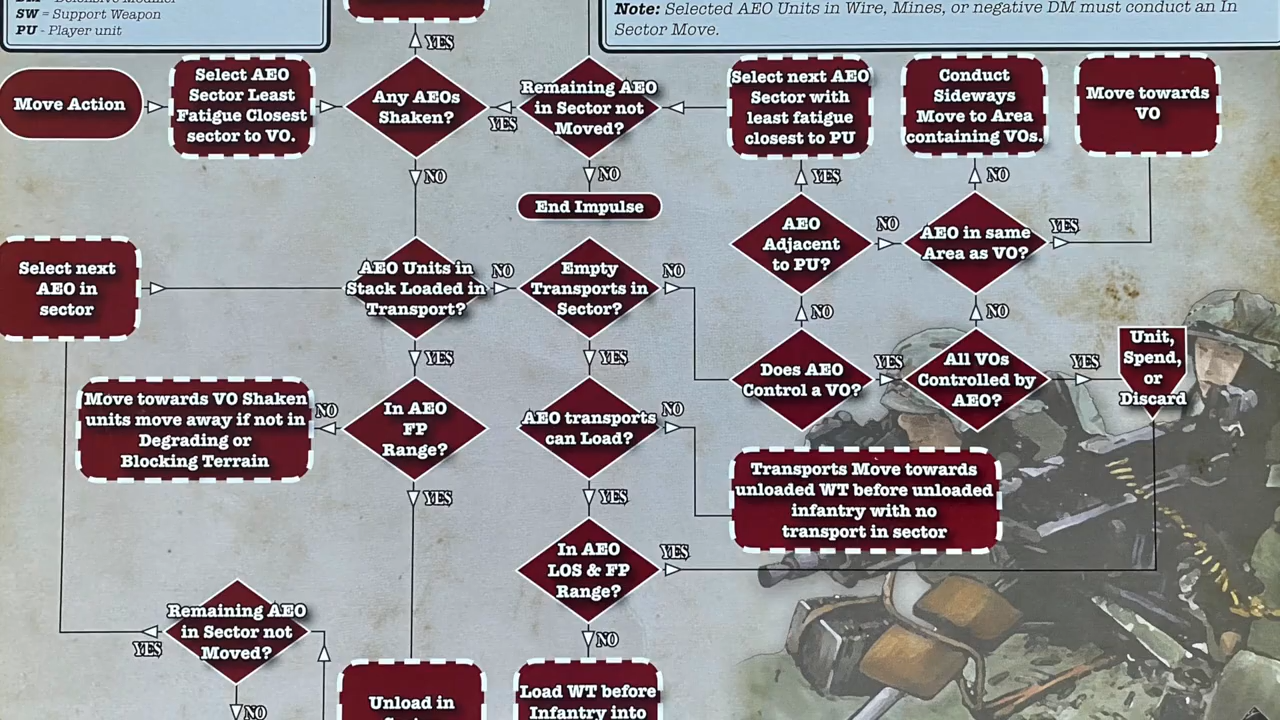 SW = Support Weapon
PU - Player unit
Note: Selected AEO Units in Wire, Mines, or negative DM must conduct an In
Sector Move.
YES
Move Action
Select AEO
Sector Least
Fatigue Closest
sector to VO.
Any AEOs
Shaken?
YES
Remaining AEO
in Sector not
Moved?
Select next AEO
Sector with
least fatigue
closest to PU
Conduct
Sideways
Move to Area
containing VOs.
Move towards
VO
NO
NO
YES
NO
End Impulse
Select next
AEO in
sector
AEO Units in
Stack Loaded in
Transport?
NO
Empty
Transports in
Sector?
NO
AEO
Adjacent
to PU?
NO
AEO in same
Area as VO?
YES
YES
YES
NO
NO
Does AEO
Control a VO?
YES
All VOs
Controlled by
AEO?
YES
Unit,
Spend,
or
Discard
Move towards VO Shaken
units move away if not in
Degrading or
Blocking Terrain
NO
In AEO
FP
Range?
AEO transports
can Load?
NO
Transports Move towards
unloaded WT before unloaded
infantry with no
transport in sector
YES
YES
In AEO
LOS & FP
Range?
YES
Remaining AEO
in Sector not
Moved?
YES
NO
NO
Unload in
Load WT before
Infantry into